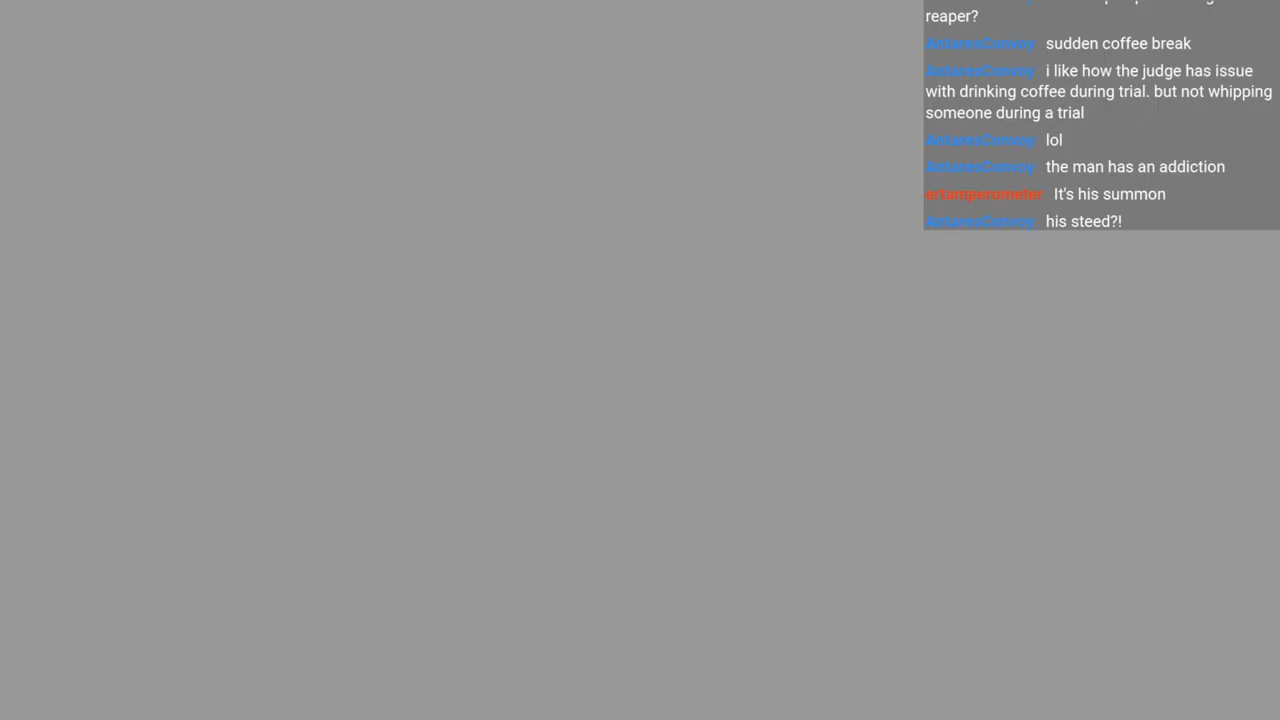 reaper?
AntaresConvoy sudden coffee break
AntaresConvoy i like how the judge has issue
with drinking coffee during trial. but not whipping
someone during a trial
AntaresConvoy lol
AntaresConvoy the man has an addiction
It's his summon
AntaresConvoy his steed?!